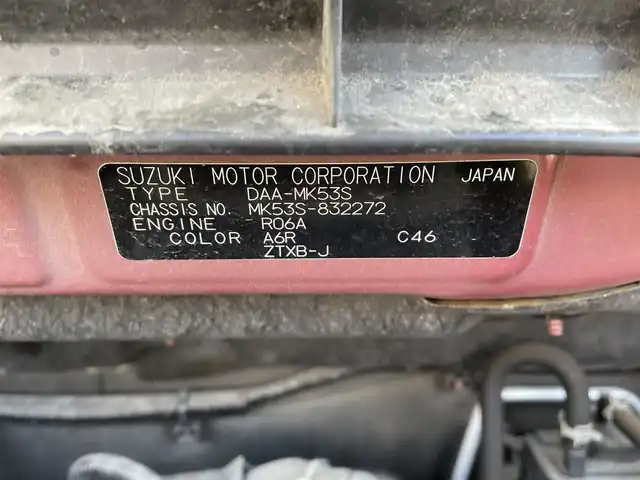 SUZUKI MOTOR CORPORATION JAPAN
TYPE DAA-MK53S
CHASSIS NO. MK53S-832272
ENGINE R06A
COLOR A6R C46
ZTXB-J